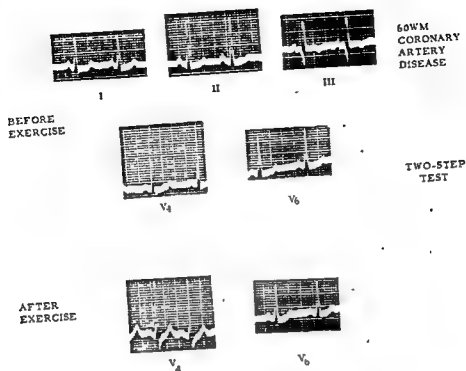 60WM
CORONARY
ARTERY
DISEASE
I
II
III
BEFORE
EXERCISE
TWO-STEP
TEST
V4
V6
AFTER
EXERCISE
V4
V6